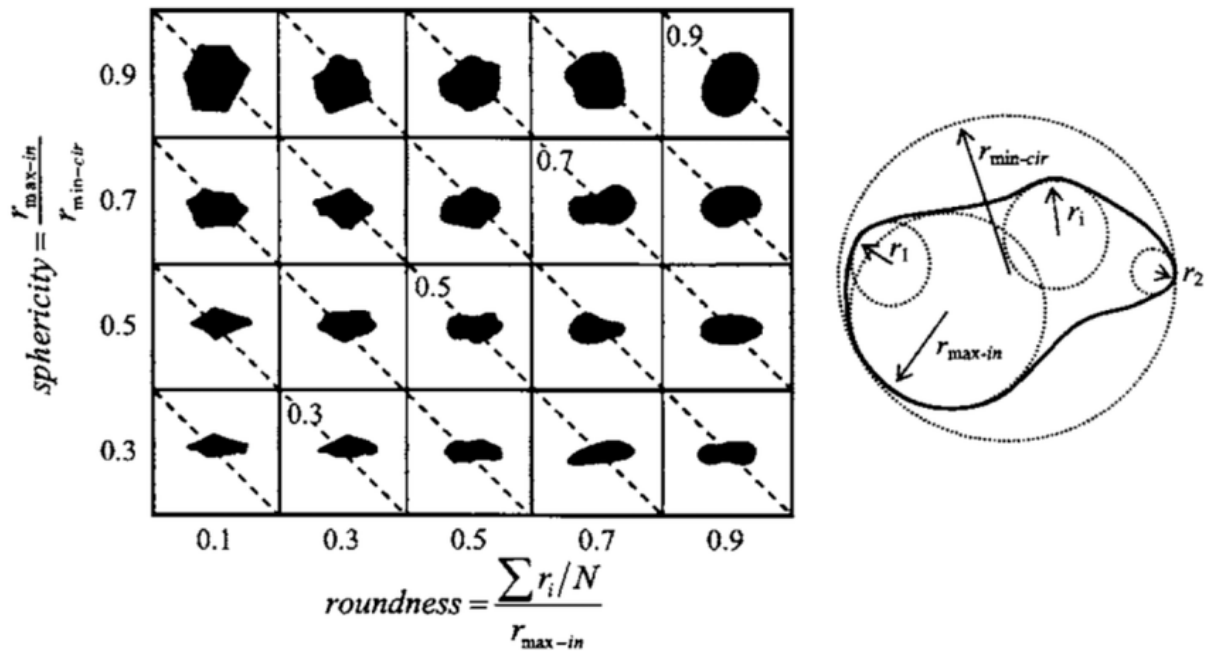 0.9
0.9
0.7
0.7
0.5
0.5
0.3
0.3
sphericity = r_max-in / r_min-cir
0.1 0.3 0.5 0.7 0.9
roundness = ∑ r_i/N / r_max-in
r_min-cir
r_i
r_1
r_2
r_max-in